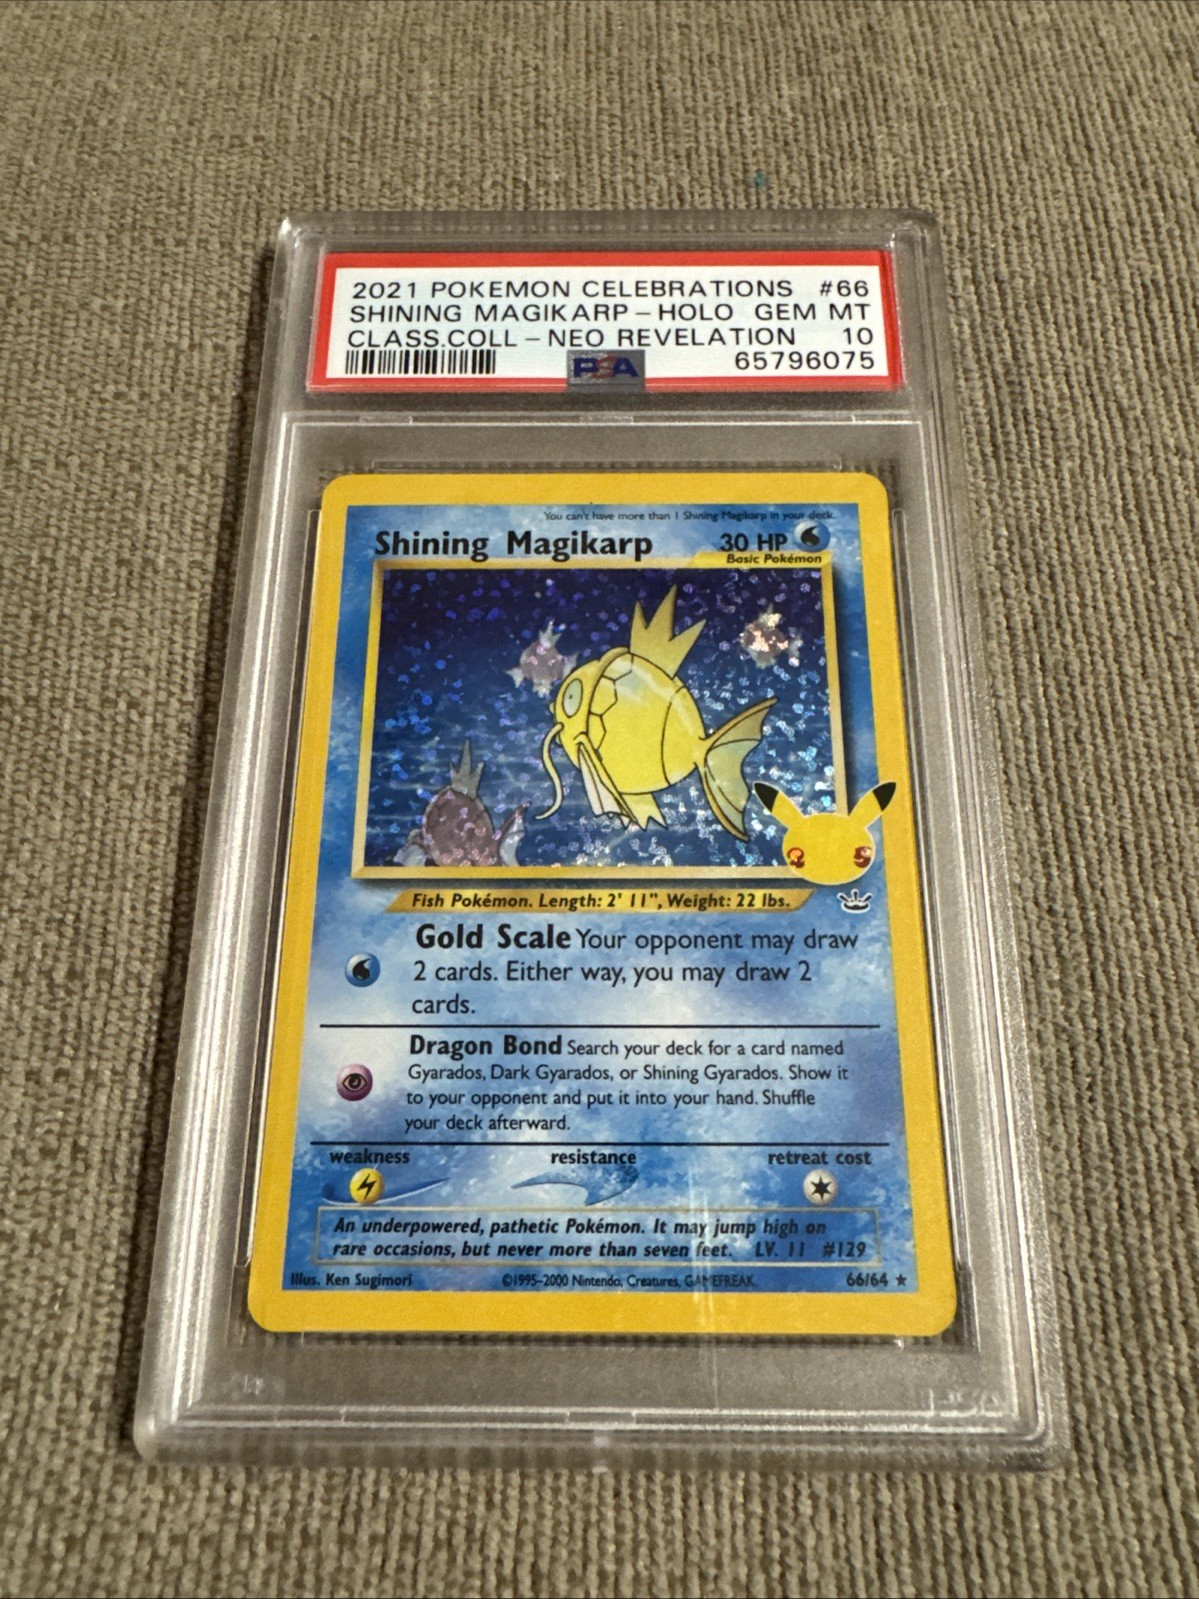 2021 POKEMON CELEBRATIONS #66
SHINING MAGIKARP-HOLO GEM MT
CLASS.COLL-NEO REVELATION 10
PSA 65796075
You can't have more than 1 Shining Magikarp in your deck.
Shining Magikarp 30 HP
Basic Pokémon
Fish Pokémon. Length: 2' 11", Weight: 22 lbs.
Gold Scale Your opponent may draw
2 cards. Either way, you may draw 2
cards.
Dragon Bond Search your deck for a card named
Gyarados, Dark Gyarados, or Shining Gyarados. Show it
to your opponent and put it into your hand. Shuffle
your deck afterward.
weakness resistance retreat cost
An underpowered, pathetic Pokémon. It may jump high on
rare occasions, but never more than seven feet. LV. 11 #129
Illus. Ken Sugimori ©1995–2000 Nintendo, Creatures, GAMEFREAK. 66/64 ★